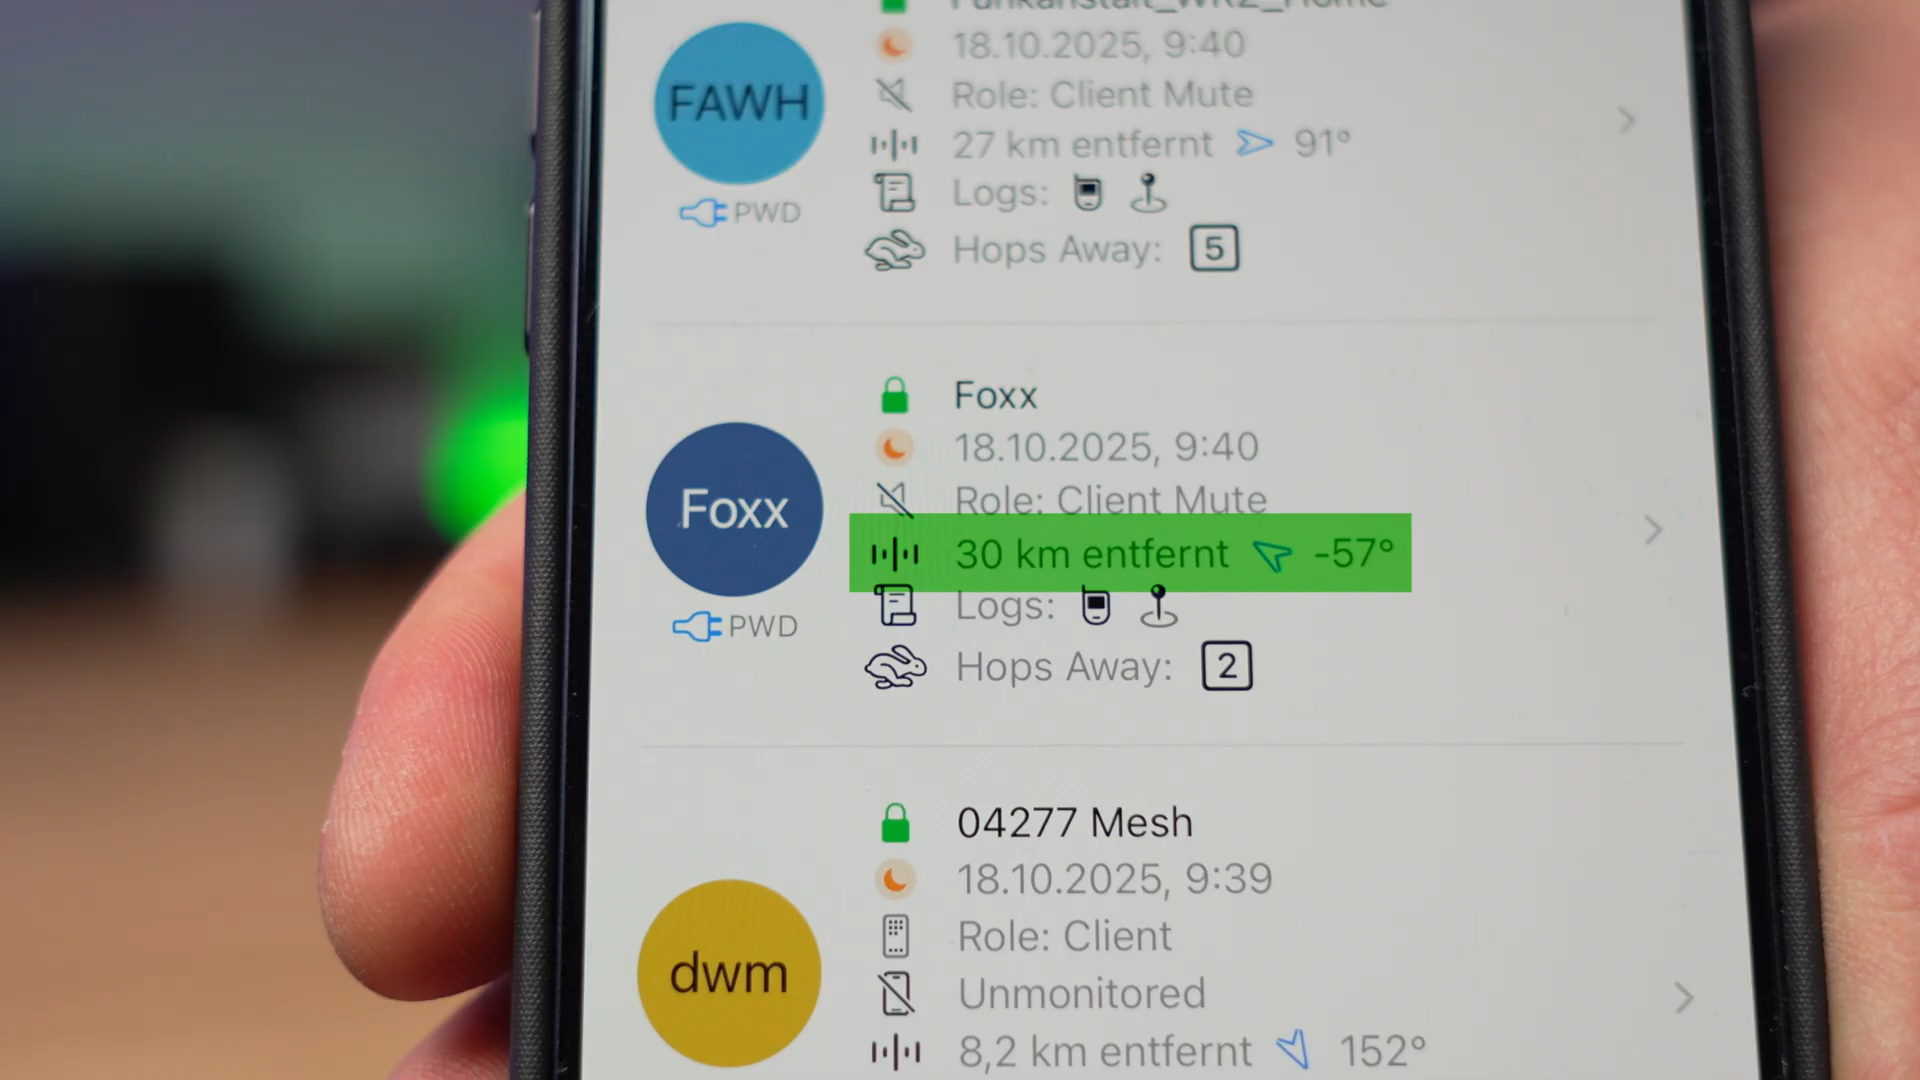 Funkanstalt_WRZ_Home
FAWH
18.10.2025, 9:40
Role: Client Mute
27 km entfernt 91°
PWD
Logs:
Hops Away: 5
Foxx
Foxx
18.10.2025, 9:40
Role: Client Mute
30 km entfernt -57°
PWD
Logs:
Hops Away: 2
04277 Mesh
dwm
18.10.2025, 9:39
Role: Client
Unmonitored
8,2 km entfernt 152°